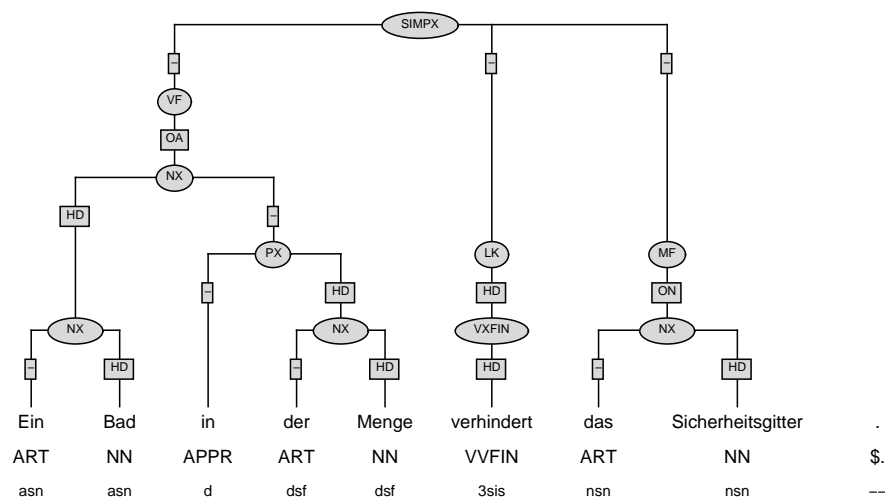 SIMPX
– – –
VF
OA
NX
HD –
PX LK MF
– HD HD ON
NX NX VXFIN NX
– HD – HD HD – HD
Ein Bad in der Menge verhindert das Sicherheitsgitter .
ART NN APPR ART NN VVFIN ART NN $.
asn asn d dsf dsf 3sis nsn nsn ––